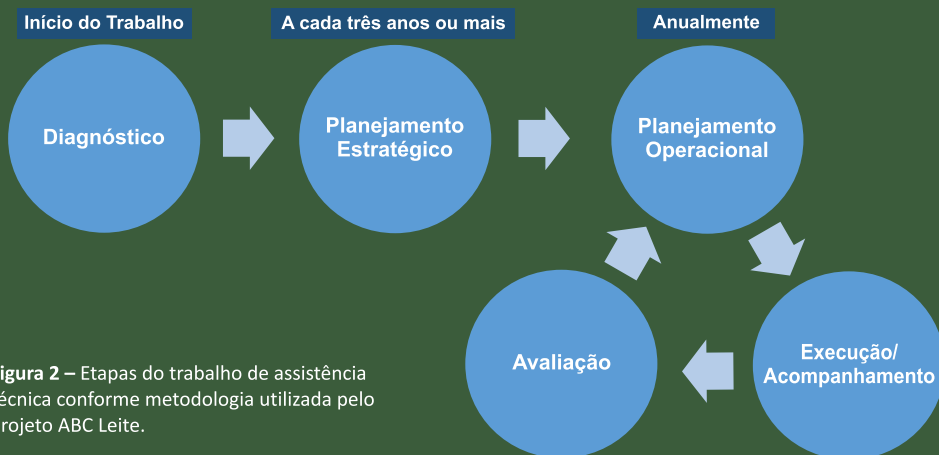 Início do Trabalho
A cada três anos ou mais
Anualmente
Diagnóstico
Planejamento
Estratégico
Planejamento
Operacional
Avaliação
Execução/
Acompanhamento
igura 2 – Etapas do trabalho de assistência
écnica conforme metodologia utilizada pelo
rojeto ABC Leite.